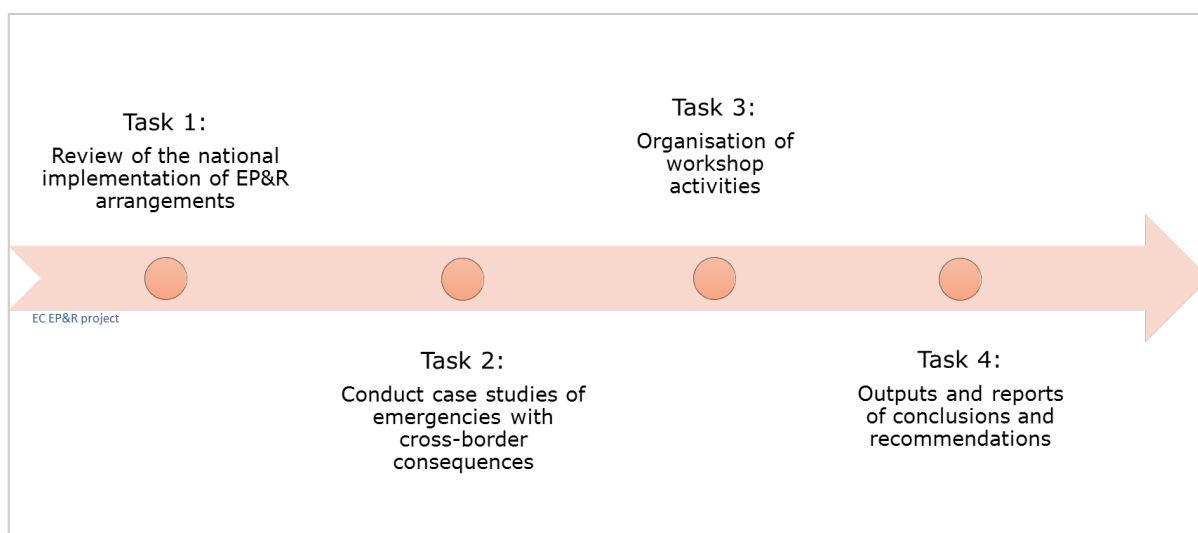 Task 1:
Review of the national
implementation of EP&R
arrangements
Task 3:
Organisation of
workshop
activities
EC EP&R project
Task 2:
Conduct case studies of
emergencies with
cross-border
consequences
Task 4:
Outputs and reports
of conclusions and
recommendations